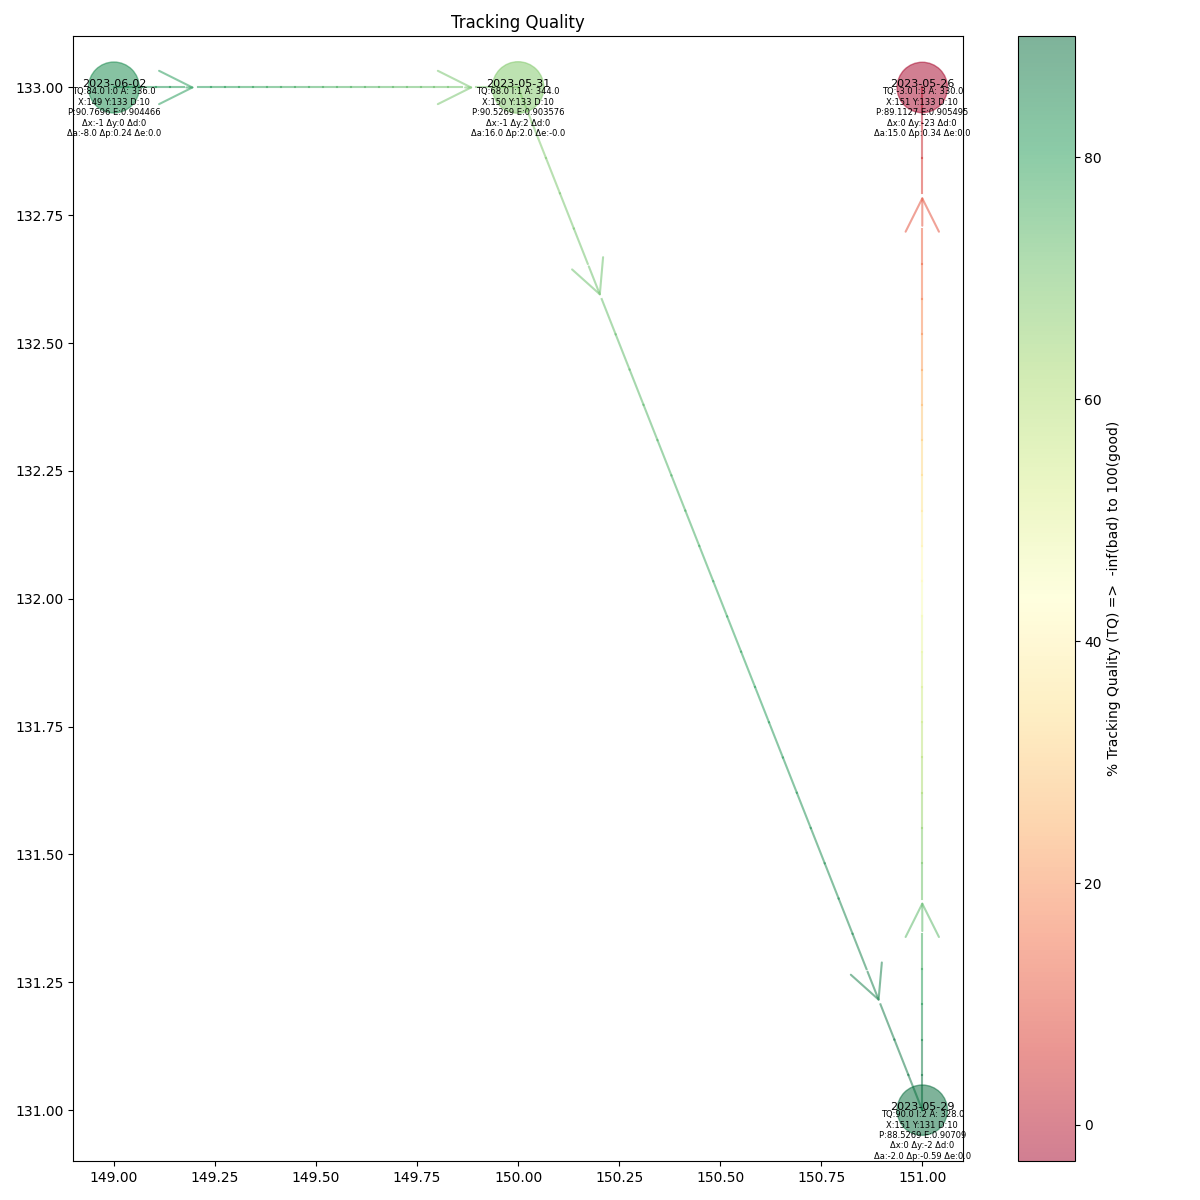 Tracking Quality
2023-06-02
TQ:84.0 I:0 A: 336.0
X:149 Y:133 D:10
P:90.7696 E:0.904466
Δx:-1 Δy:0 Δd:0
Δa:-8.0 Δp:0.24 Δe:0.0
2023-05-31
TQ:68.0 I:1 A: 344.0
X:150 Y:133 D:10
P:90.5269 E:0.903576
Δx:-1 Δy:2 Δd:0
Δa:16.0 Δp:2.0 Δe:-0.0
2023-05-26
TQ:-3.0 I:3 A: 330.0
X:151 Y:133 D:10
P:89.1127 E:0.905495
Δx:0 Δy:-23 Δd:0
Δa:15.0 Δp:0.34 Δe:0.0
2023-05-29
TQ:90.0 I:2 A: 328.0
X:151 Y:131 D:10
P:88.5269 E:0.90709
Δx:0 Δy:-2 Δd:0
Δa:-2.0 Δp:-0.59 Δe:0.0
133.00
132.75
132.50
132.25
132.00
131.75
131.50
131.25
131.00
149.00
149.25
149.50
149.75
150.00
150.25
150.50
150.75
151.00
80
60
40
20
0
% Tracking Quality (TQ) => -inf(bad) to 100(good)